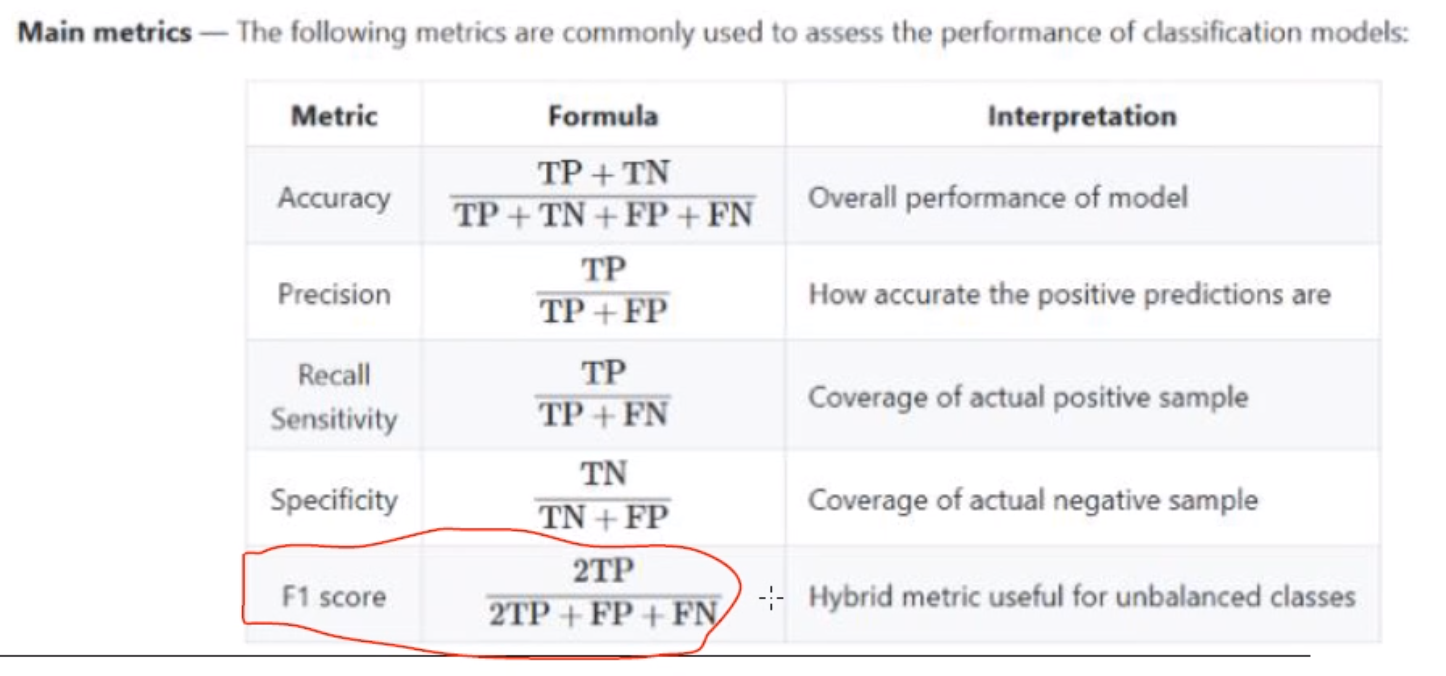 Main metrics — The following metrics are commonly used to assess the performance of classification models:
Metric Formula Interpretation
Accuracy TP + TN / TP + TN + FP + FN Overall performance of model
Precision TP / TP + FP How accurate the positive predictions are
Recall
Sensitivity TP / TP + FN Coverage of actual positive sample
Specificity TN / TN + FP Coverage of actual negative sample
F1 score 2TP / 2TP + FP + FN Hybrid metric useful for unbalanced classes